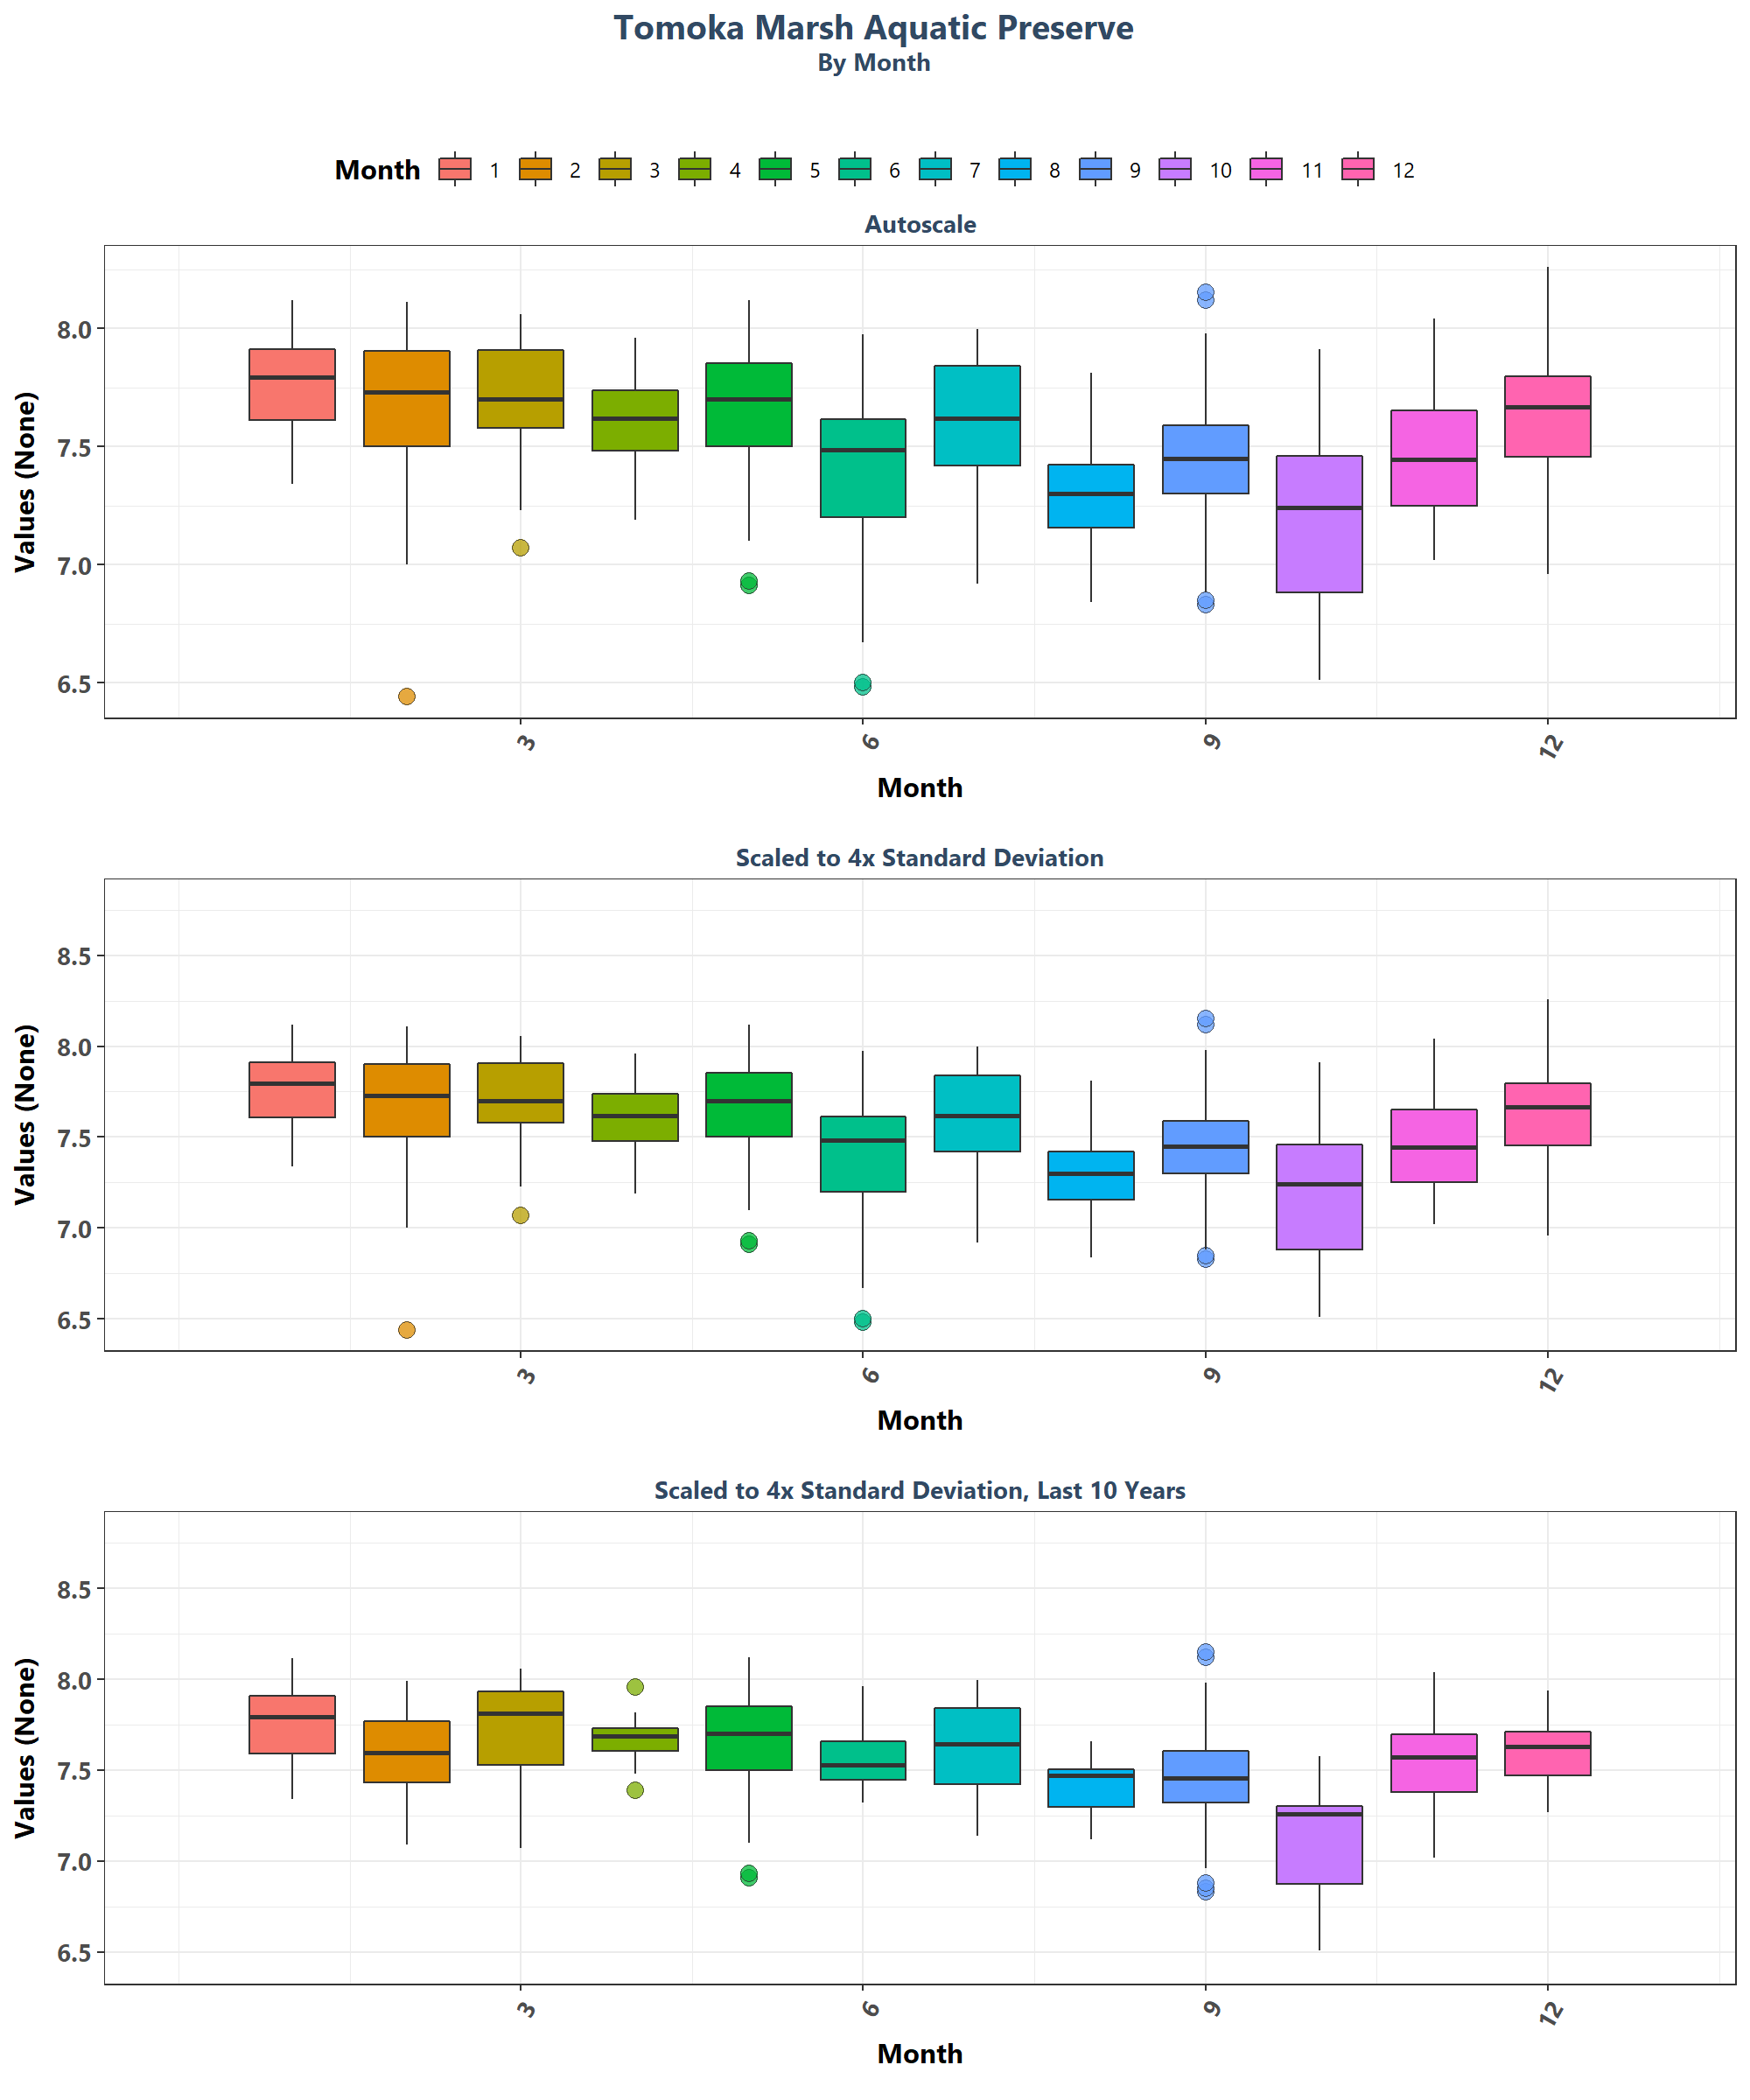 Tomoka Marsh Aquatic Preserve
By Month
Month 1 2 3 4 5 6 7 8 9 10 11 12
Autoscale
Values (None)
8.0
7.5
7.0
6.5
3 6 9 12
Month
Scaled to 4x Standard Deviation
Values (None)
8.5
8.0
7.5
7.0
6.5
3 6 9 12
Month
Scaled to 4x Standard Deviation, Last 10 Years
Values (None)
8.5
8.0
7.5
7.0
6.5
3 6 9 12
Month